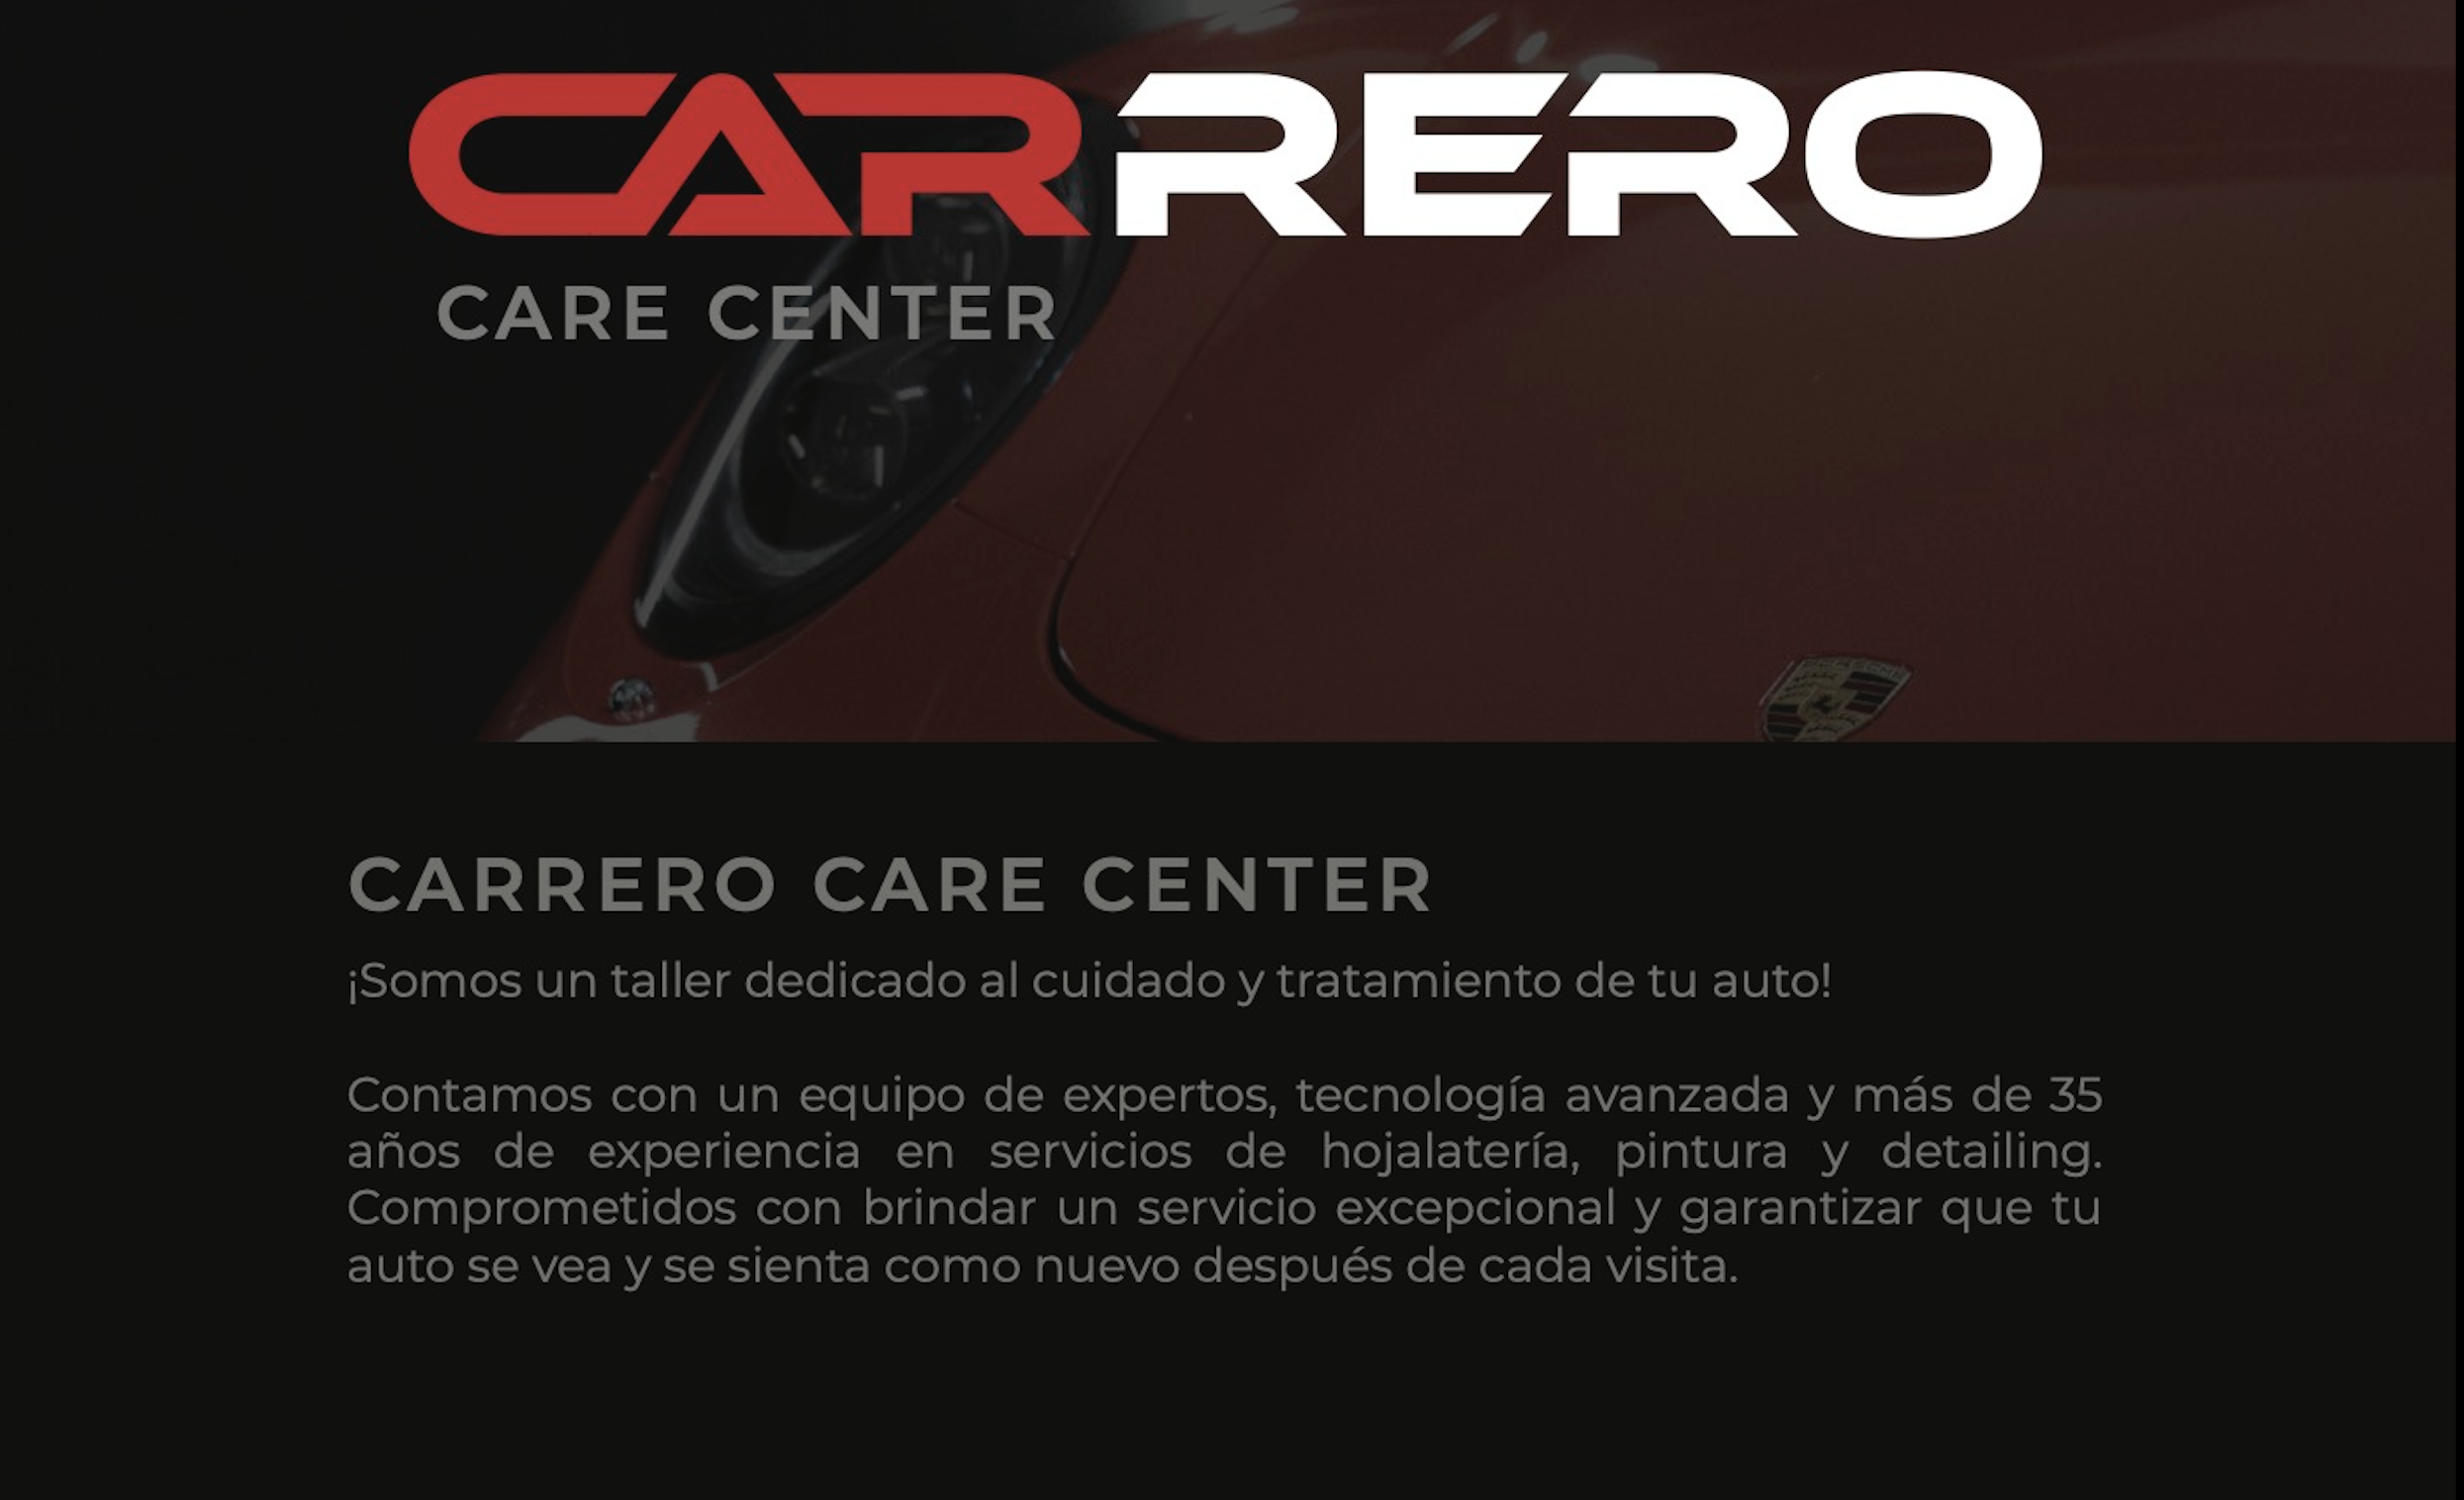 CARRERO
CARE CENTER
CARRERO CARE CENTER
¡Somos un taller dedicado al cuidado y tratamiento de tu auto!
Contamos con un equipo de expertos, tecnología avanzada y más de 35
años de experiencia en servicios de hojalatería, pintura y detailing.
Comprometidos con brindar un servicio excepcional y garantizar que tu
auto se vea y se sienta como nuevo después de cada visita.